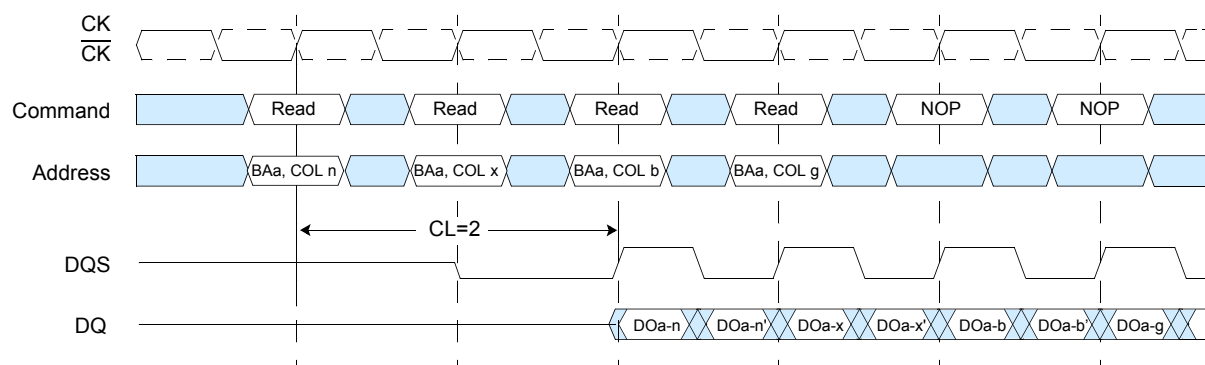 CK
CK
Command Read Read Read Read NOP NOP
Address BAa, COL n BAa, COL x BAa, COL b BAa, COL g
CL=2
DQS
DQ DOa-n DOa-n' DOa-x DOa-x' DOa-b DOa-b' DOa-g